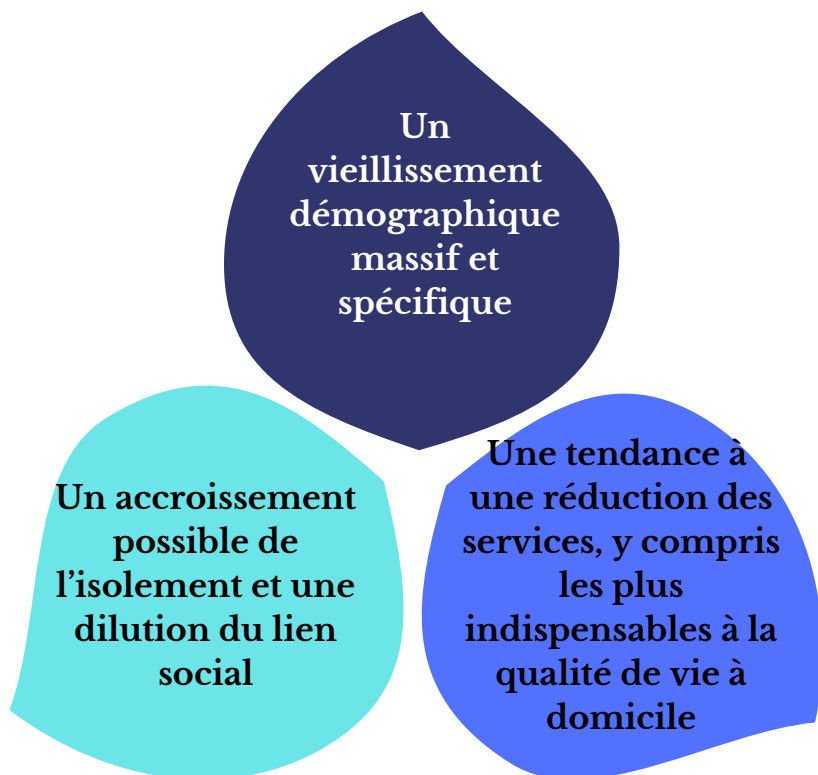 Un
vieillissement
démographique
massif et
spécifique
Un accroissement
possible de
l’isolement et une
dilution du lien
social
Une tendance à
une réduction des
services, y compris
les plus
indispensables à la
qualité de vie à
domicile